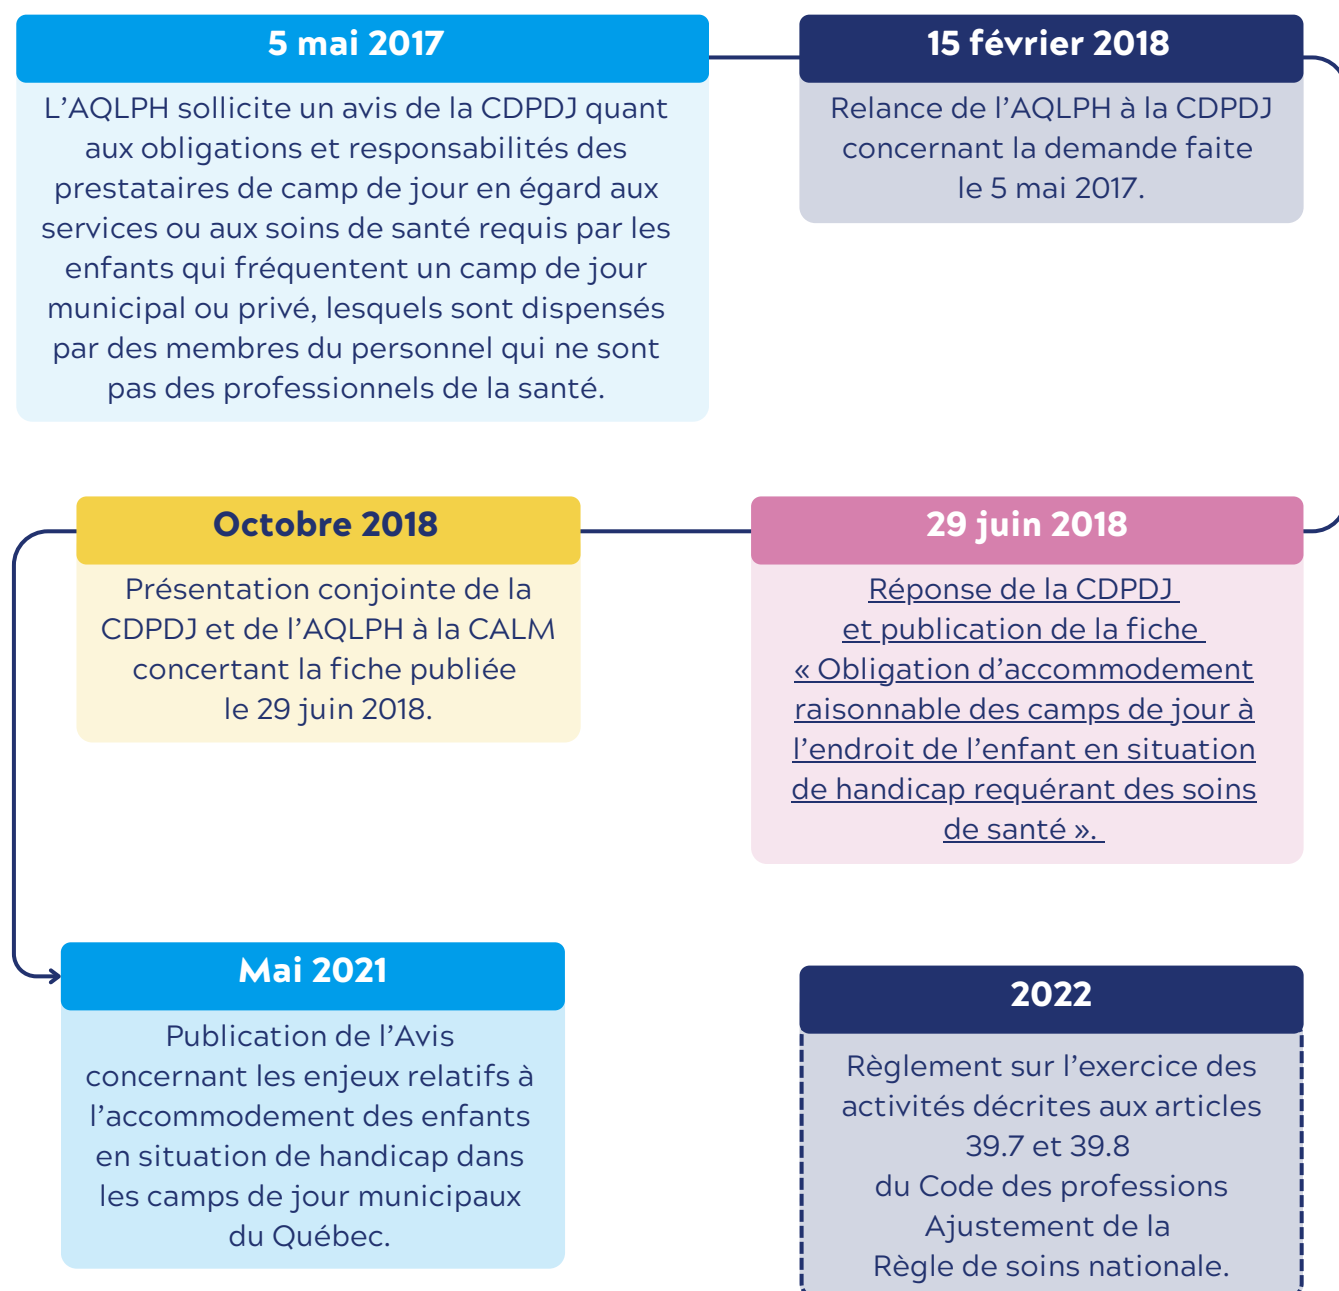 5 mai 2017
L’AQLPH sollicite un avis de la CDPDJ quant
aux obligations et responsabilités des
prestataires de camp de jour en égard aux
services ou aux soins de santé requis par les
enfants qui fréquentent un camp de jour
municipal ou privé, lesquels sont dispensés
par des membres du personnel qui ne sont
pas des professionnels de la santé.
15 février 2018
Relance de l’AQLPH à la CDPDJ
concernant la demande faite
le 5 mai 2017.
29 juin 2018
Réponse de la CDPDJ
et publication de la fiche
« Obligation d’accommodement
raisonnable des camps de jour à
l’endroit de l’enfant en situation
de handicap requérant des soins
de santé ».
Octobre 2018
Présentation conjointe de la
CDPDJ et de l’AQLPH à la CALM
concertant la fiche publiée
le 29 juin 2018.
Mai 2021
Publication de l’Avis
concernant les enjeux relatifs à
l’accommodement des enfants
en situation de handicap dans
les camps de jour municipaux
du Québec.
2022
Règlement sur l’exercice des
activités décrites aux articles
39.7 et 39.8
du Code des professions
Ajustement de la
Règle de soins nationale.